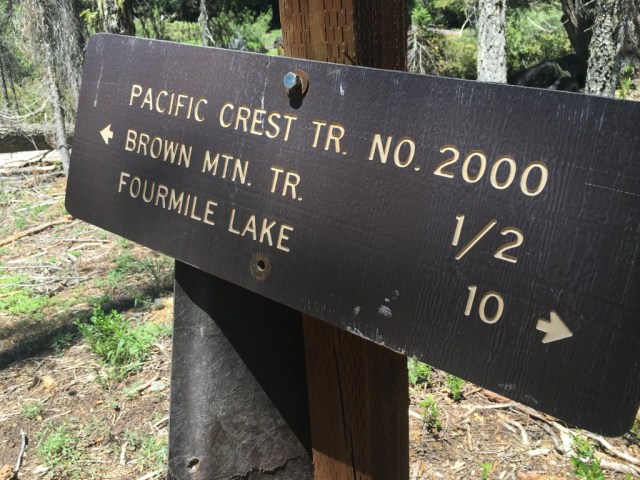 PACIFIC CREST TR. NO. 2000
← BROWN MTN. TR. 1/2
FOURMILE LAKE 10 →